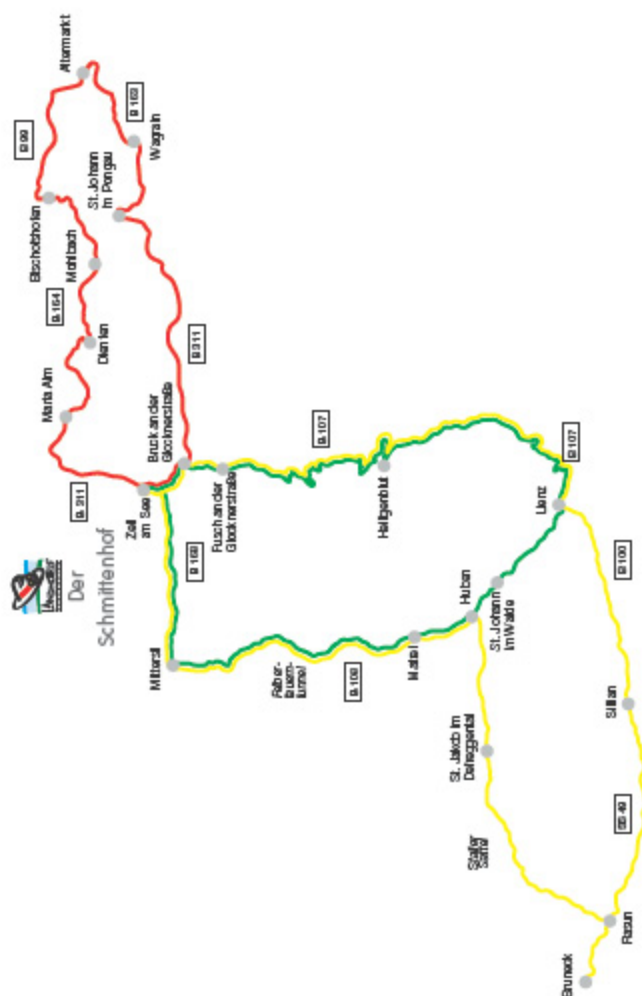 Altenmarkt
B 99
B 163
Wagrain
St. Johann
im Pongau
Bischofshofen
Mühlbach
B 164
Dienten
Maria Alm
B 311
B 311
Bruck an der
Glocknerstraße
Zell
am See
Fusch an der
Glocknerstraße
B 107
Heiligenblut
B 107
Lienz
B 168
Der
Schmittenhof
Mittersil
Felber-
tauern-
tunnel
B 108
Matrei
Huben
St. Johann
im Walde
B 100
Sillian
St. Jakob im
Defreggental
Staller
Sattel
SS 49
Rasun
Bruneck